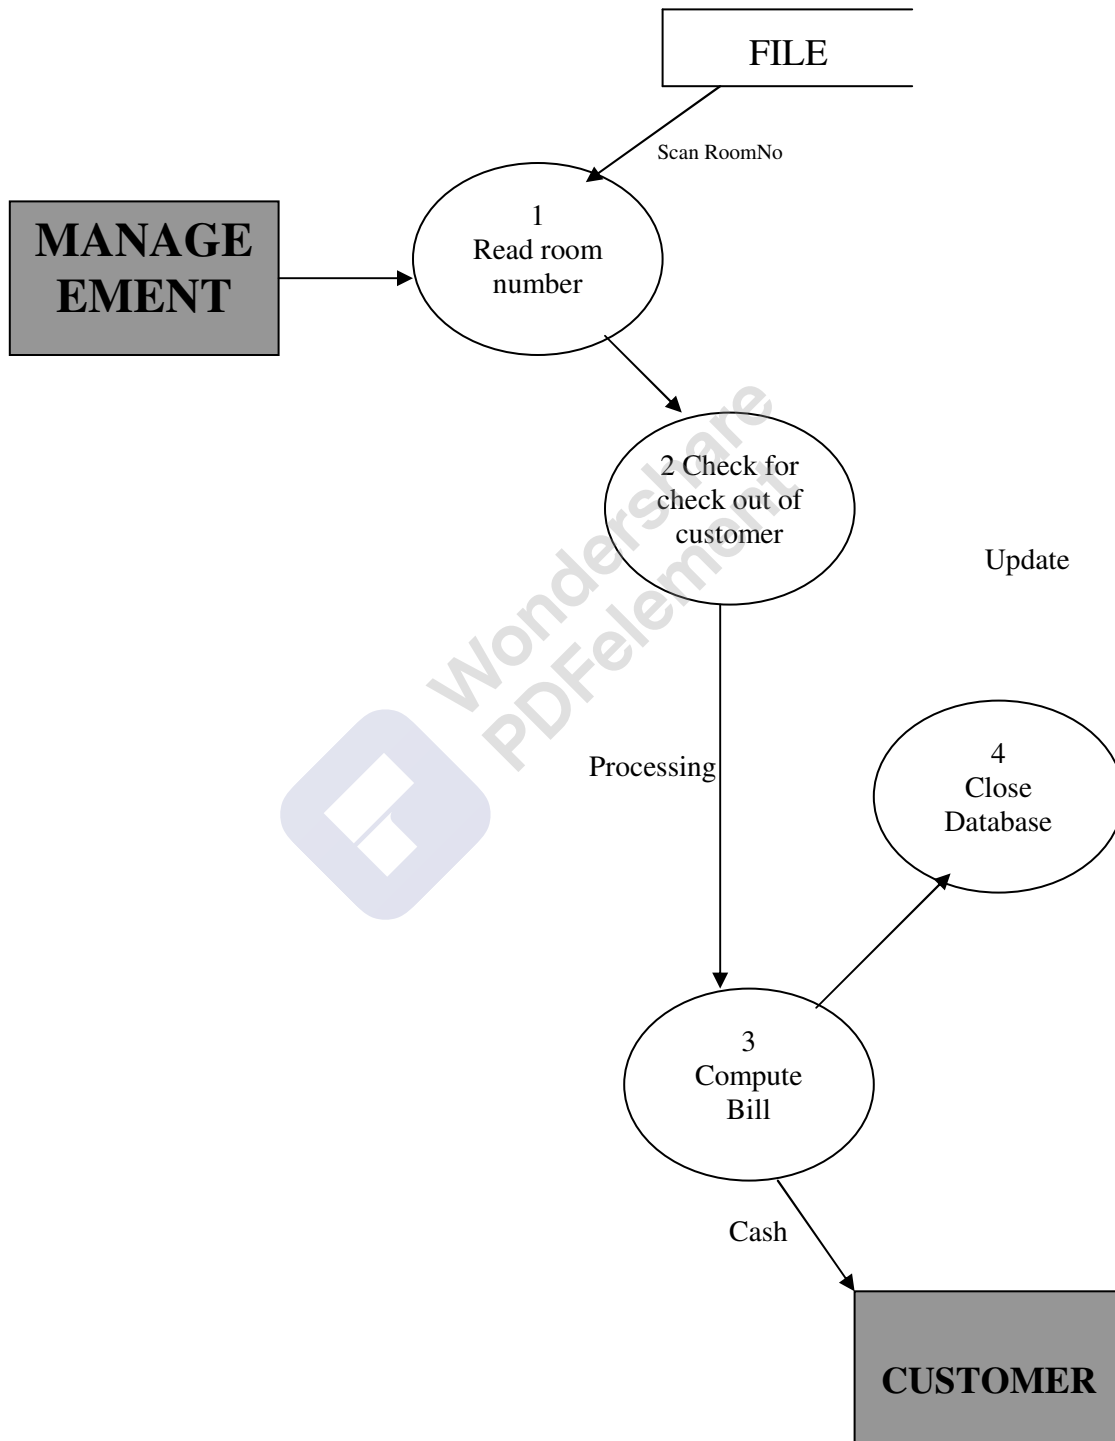 FILE
Scan RoomNo
1
Read room
number
MANAGE
EMENT
2 Check for
check out of
customer
Update
Wondershare
PDFelement
Processing
4
Close
Database
3
Compute
Bill
Cash
CUSTOMER